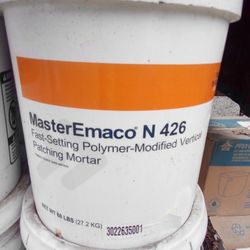 MasterEmaco® N 426
Fast-Setting Polymer-Modified Vertical
Patching Mortar
NET WT 60 LBS (27.2 KG)
3022635001